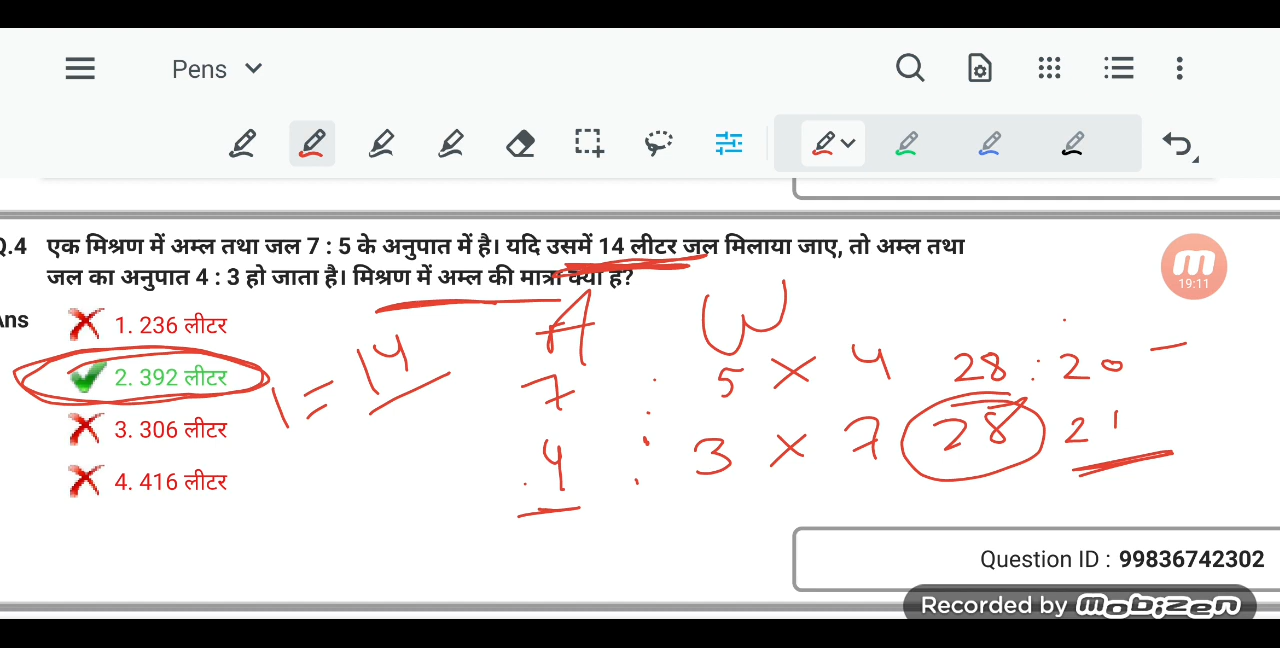 Pens
Q.4 एक मिश्रण में अम्ल तथा जल 7 : 5 के अनुपात में है। यदि उसमें 14 लीटर जल मिलाया जाए, तो अम्ल तथा
जल का अनुपात 4 : 3 हो जाता है। मिश्रण में अम्ल की मात्रा क्या है?
19:11
Ans
1. 236 लीटर
2. 392 लीटर
3. 306 लीटर
4. 416 लीटर
A W
1 = 14
7 : 5 × 4 28 : 20
4 : 3 × 7 28 21
Question ID : 99836742302
Recorded by mobizen